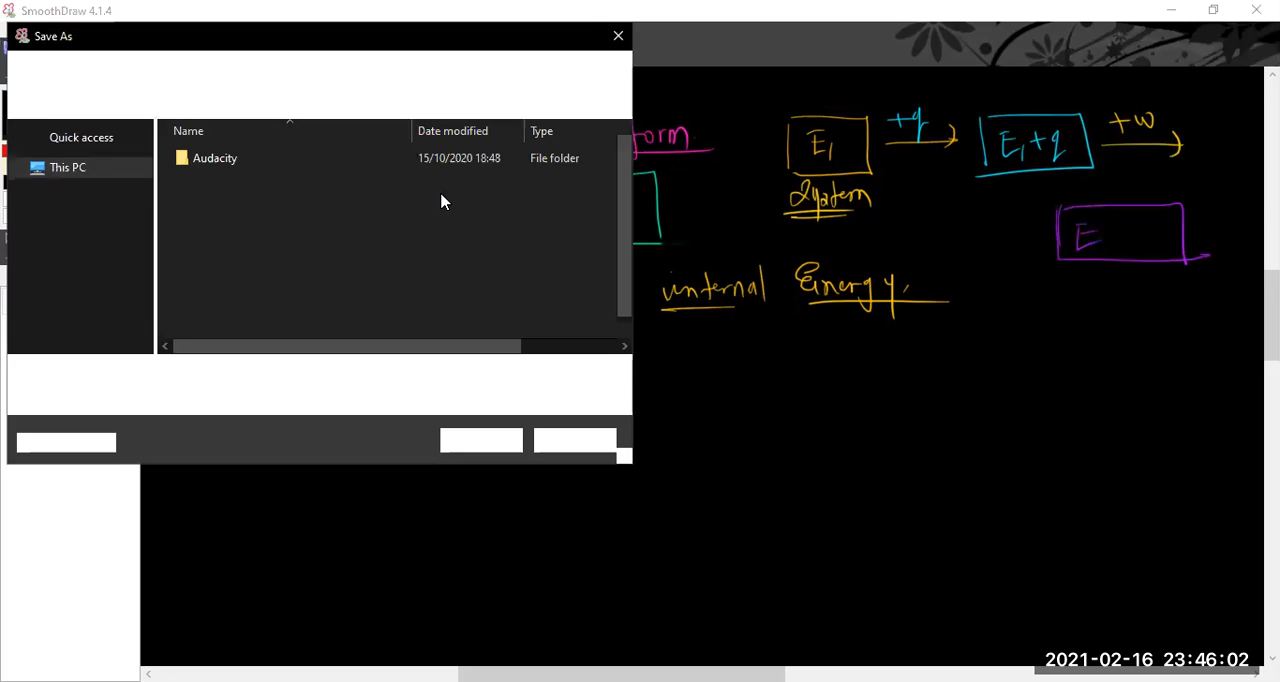 SmoothDraw 4.1.4
Save As
Quick access
This PC
Name Date modified Type
Audacity 15/10/2020 18:48 File folder
orm
E₁ +q E₁+q +w
System
E
internal Energy
2021-02-16 23:46:02